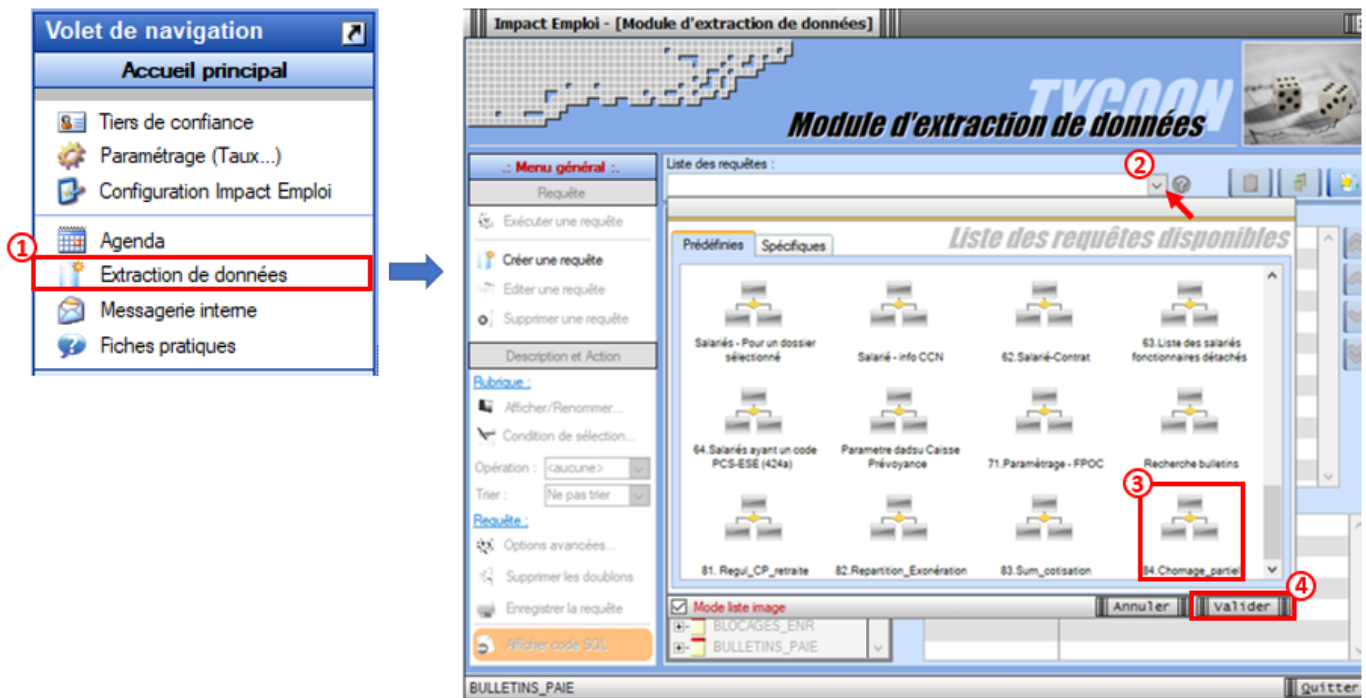 Volet de navigation
Accueil principal
Tiers de confiance
Paramétrage (Taux...)
Configuration Impact Emploi
1
Agenda
Extraction de données
Messagerie interne
Fiches pratiques
Impact Emploi - [Module d'extraction de données]
TYCOON
Module d'extraction de données
.: Menu général :.
Requête
Exécuter une requête
Créer une requête
Editer une requête
Supprimer une requête
Description et Action
Rubrique :
Afficher/Renommer...
Condition de sélection...
Opération : <aucune>
Trier : Ne pas trier
Requête :
Options avancées...
Supprimer les doublons
Enregistrer la requête
Afficher code SQL
Liste des requêtes :
2
Liste des requêtes disponibles
Prédéfinies Spécifiques
Salariés - Pour un dossier
sélectionné
Salarié - info CCN
62.Salarié-Contrat
63.Liste des salariés
fonctionnaires détachés
64.Salariés ayant un code
PCS-ESE (424a)
Parametre dadsu Caisse
Prévoyance
71.Paramétrage - FPOC
Recherche bulletins
3
81. Regul_CP_retraite
82.Repartition_Exonération
83.Sum_cotisation
84.Chomage_partiel
4
Mode liste image
Annuler
Valider
BLOCAGES_ENR
BULLETINS_PAIE
BULLETINS_PAIE
Quitter